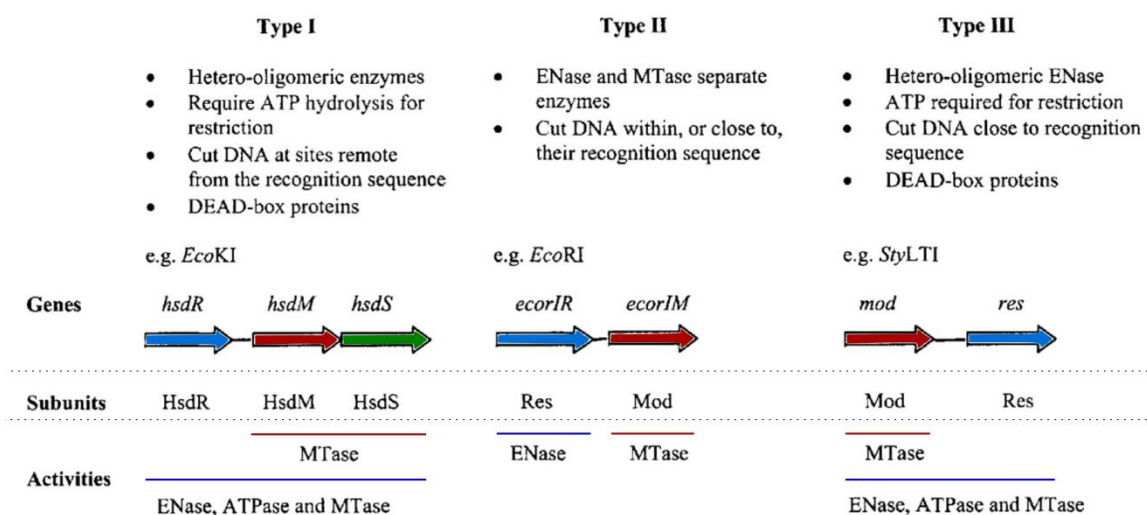 Type I
• Hetero-oligomeric enzymes
• Require ATP hydrolysis for
restriction
• Cut DNA at sites remote
from the recognition sequence
• DEAD-box proteins
e.g. EcoKI
Type II
• ENase and MTase separate
enzymes
• Cut DNA within, or close to,
their recognition sequence
e.g. EcoRI
Type III
• Hetero-oligomeric ENase
• ATP required for restriction
• Cut DNA close to recognition
sequence
• DEAD-box proteins
e.g. StyLTI
Genes hsdR hsdM hsdS ecorIR ecorIM mod res
Subunits HsdR HsdM HsdS Res Mod Mod Res
Activities
MTase ENase MTase MTase
ENase, ATPase and MTase ENase, ATPase and MTase